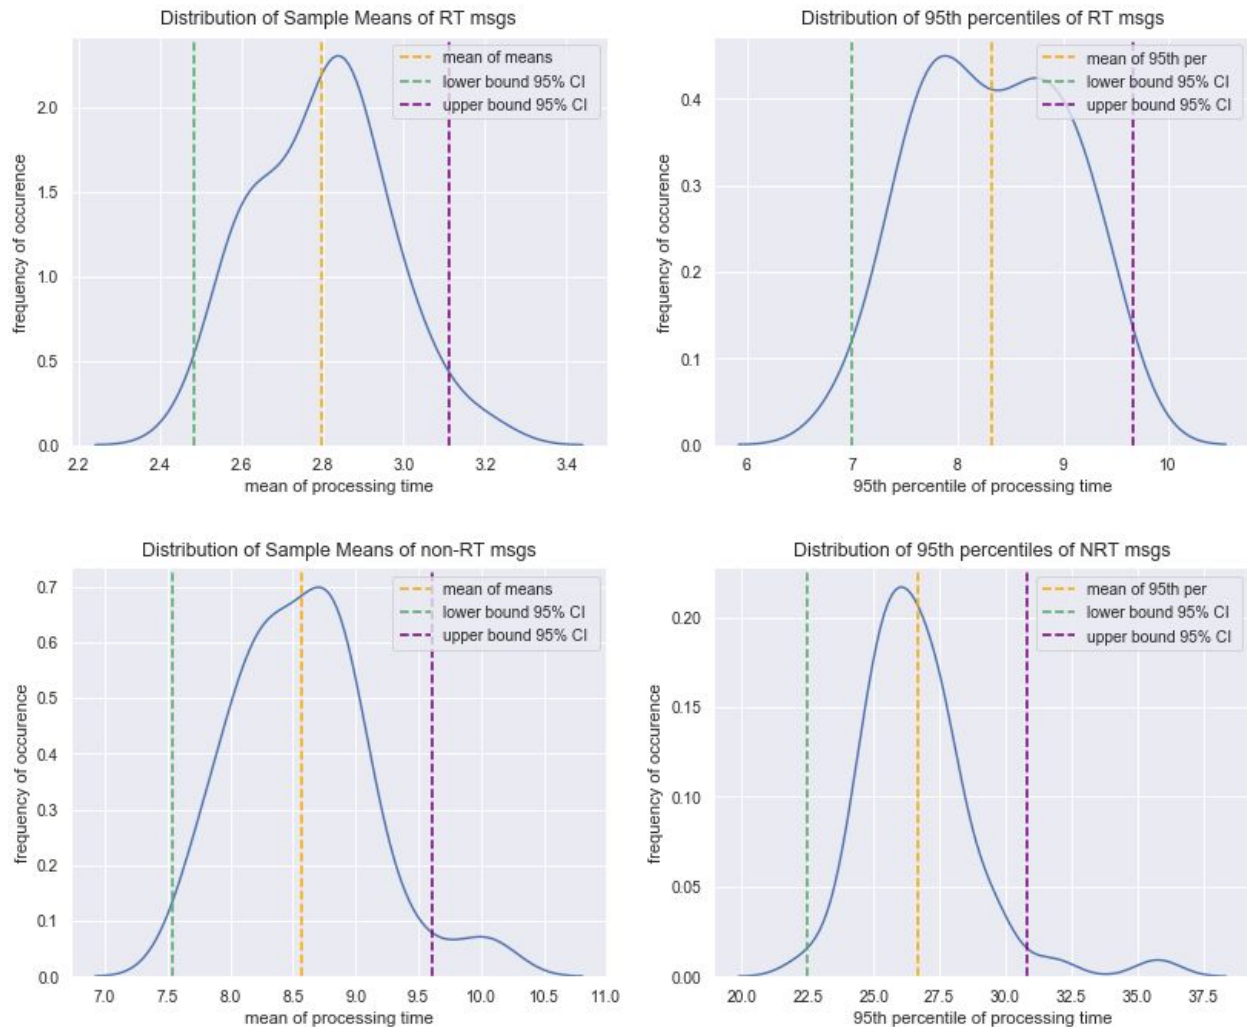 Distribution of Sample Means of RT msgs
mean of means
lower bound 95% CI
upper bound 95% CI
frequency of occurence
2.0
1.5
1.0
0.5
0.0
2.2 2.4 2.6 2.8 3.0 3.2 3.4
mean of processing time
Distribution of 95th percentiles of RT msgs
mean of 95th per
lower bound 95% CI
upper bound 95% CI
frequency of occurence
0.4
0.3
0.2
0.1
0.0
6 7 8 9 10
95th percentile of processing time
Distribution of Sample Means of non-RT msgs
mean of means
lower bound 95% CI
upper bound 95% CI
frequency of occurence
0.7
0.6
0.5
0.4
0.3
0.2
0.1
0.0
7.0 7.5 8.0 8.5 9.0 9.5 10.0 10.5 11.0
mean of processing time
Distribution of 95th percentiles of NRT msgs
mean of 95th per
lower bound 95% CI
upper bound 95% CI
frequency of occurence
0.20
0.15
0.10
0.05
0.00
20.0 22.5 25.0 27.5 30.0 32.5 35.0 37.5
95th percentile of processing time